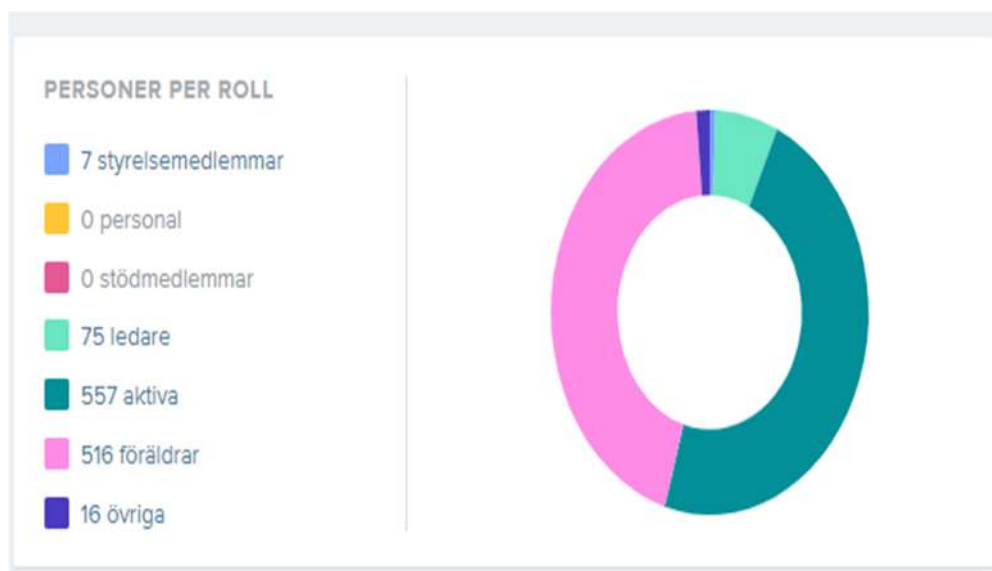 PERSONER PER ROLL
7 styrelsemedlemmar
0 personal
0 stödmedlemmar
75 ledare
557 aktiva
516 föräldrar
16 övriga